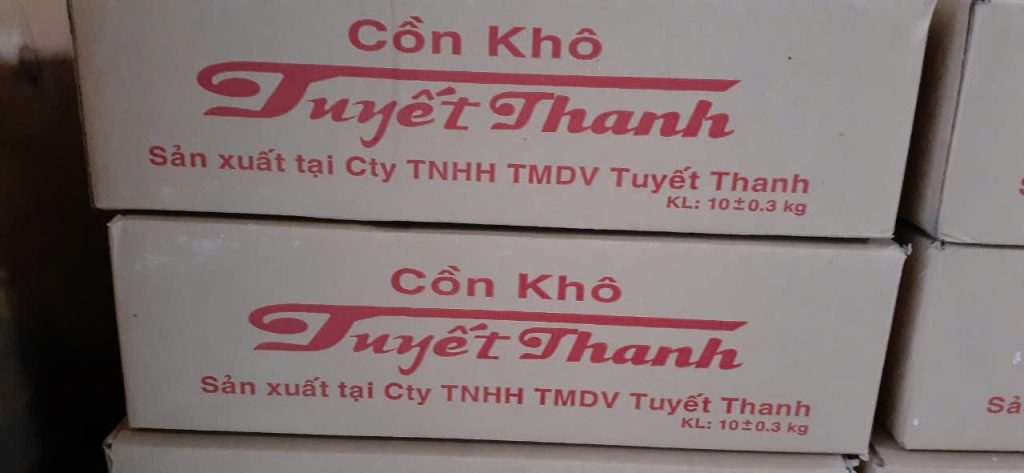 Cồn Khô
Tuyết Thanh
Sản xuất tại Cty TNHH TMDV Tuyết Thanh
KL: 10±0.3 kg
Cồn Khô
Tuyết Thanh
Sản xuất tại Cty TNHH TMDV Tuyết Thanh
KL: 10±0.3 kg
Sả